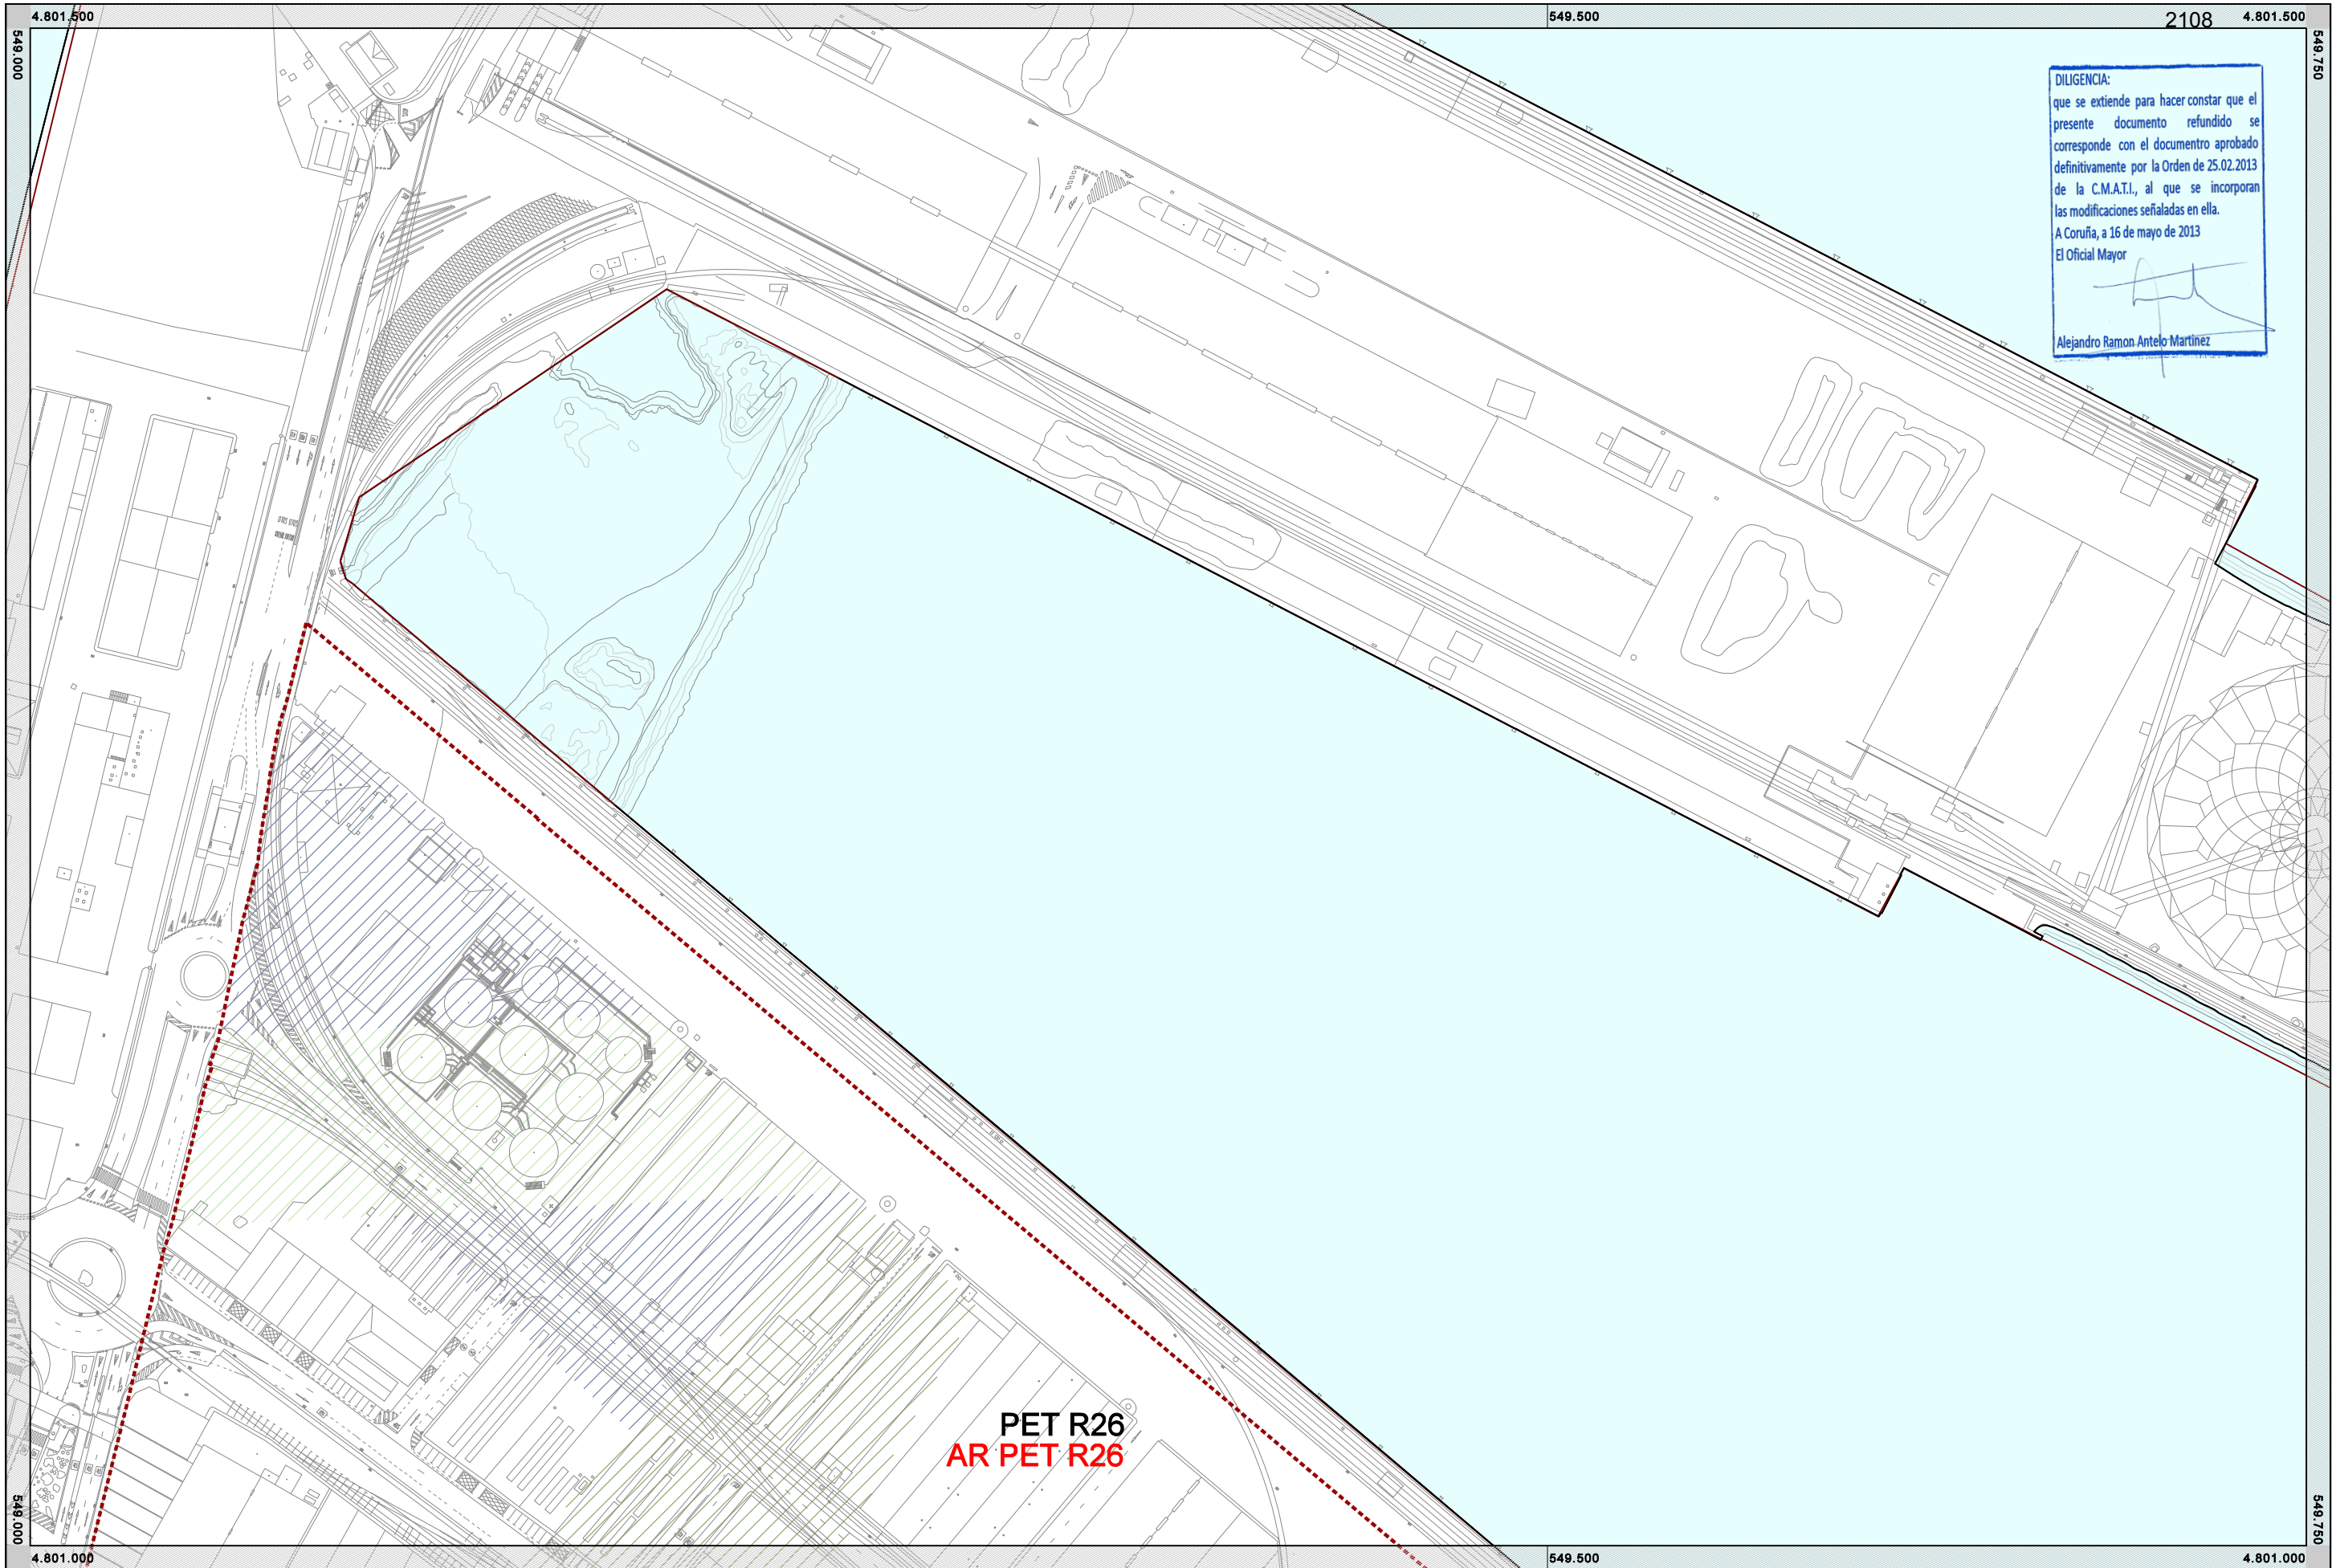 4.801.500
549.500
2108
4.801.500
549.000
549.750
DILIGENCIA:
que se extiende para hacer constar que el
presente documento refundido se
corresponde con el documentro aprobado
definitivamente por la Orden de 25.02.2013
de la C.M.A.T.I., al que se incorporan
las modificaciones señaladas en ella.
A Coruña, a 16 de mayo de 2013
El Oficial Mayor
Alejandro Ramon Antelo Martinez
PET R26
AR PET R26
549.000
549.750
4.801.000
549.500
4.801.000